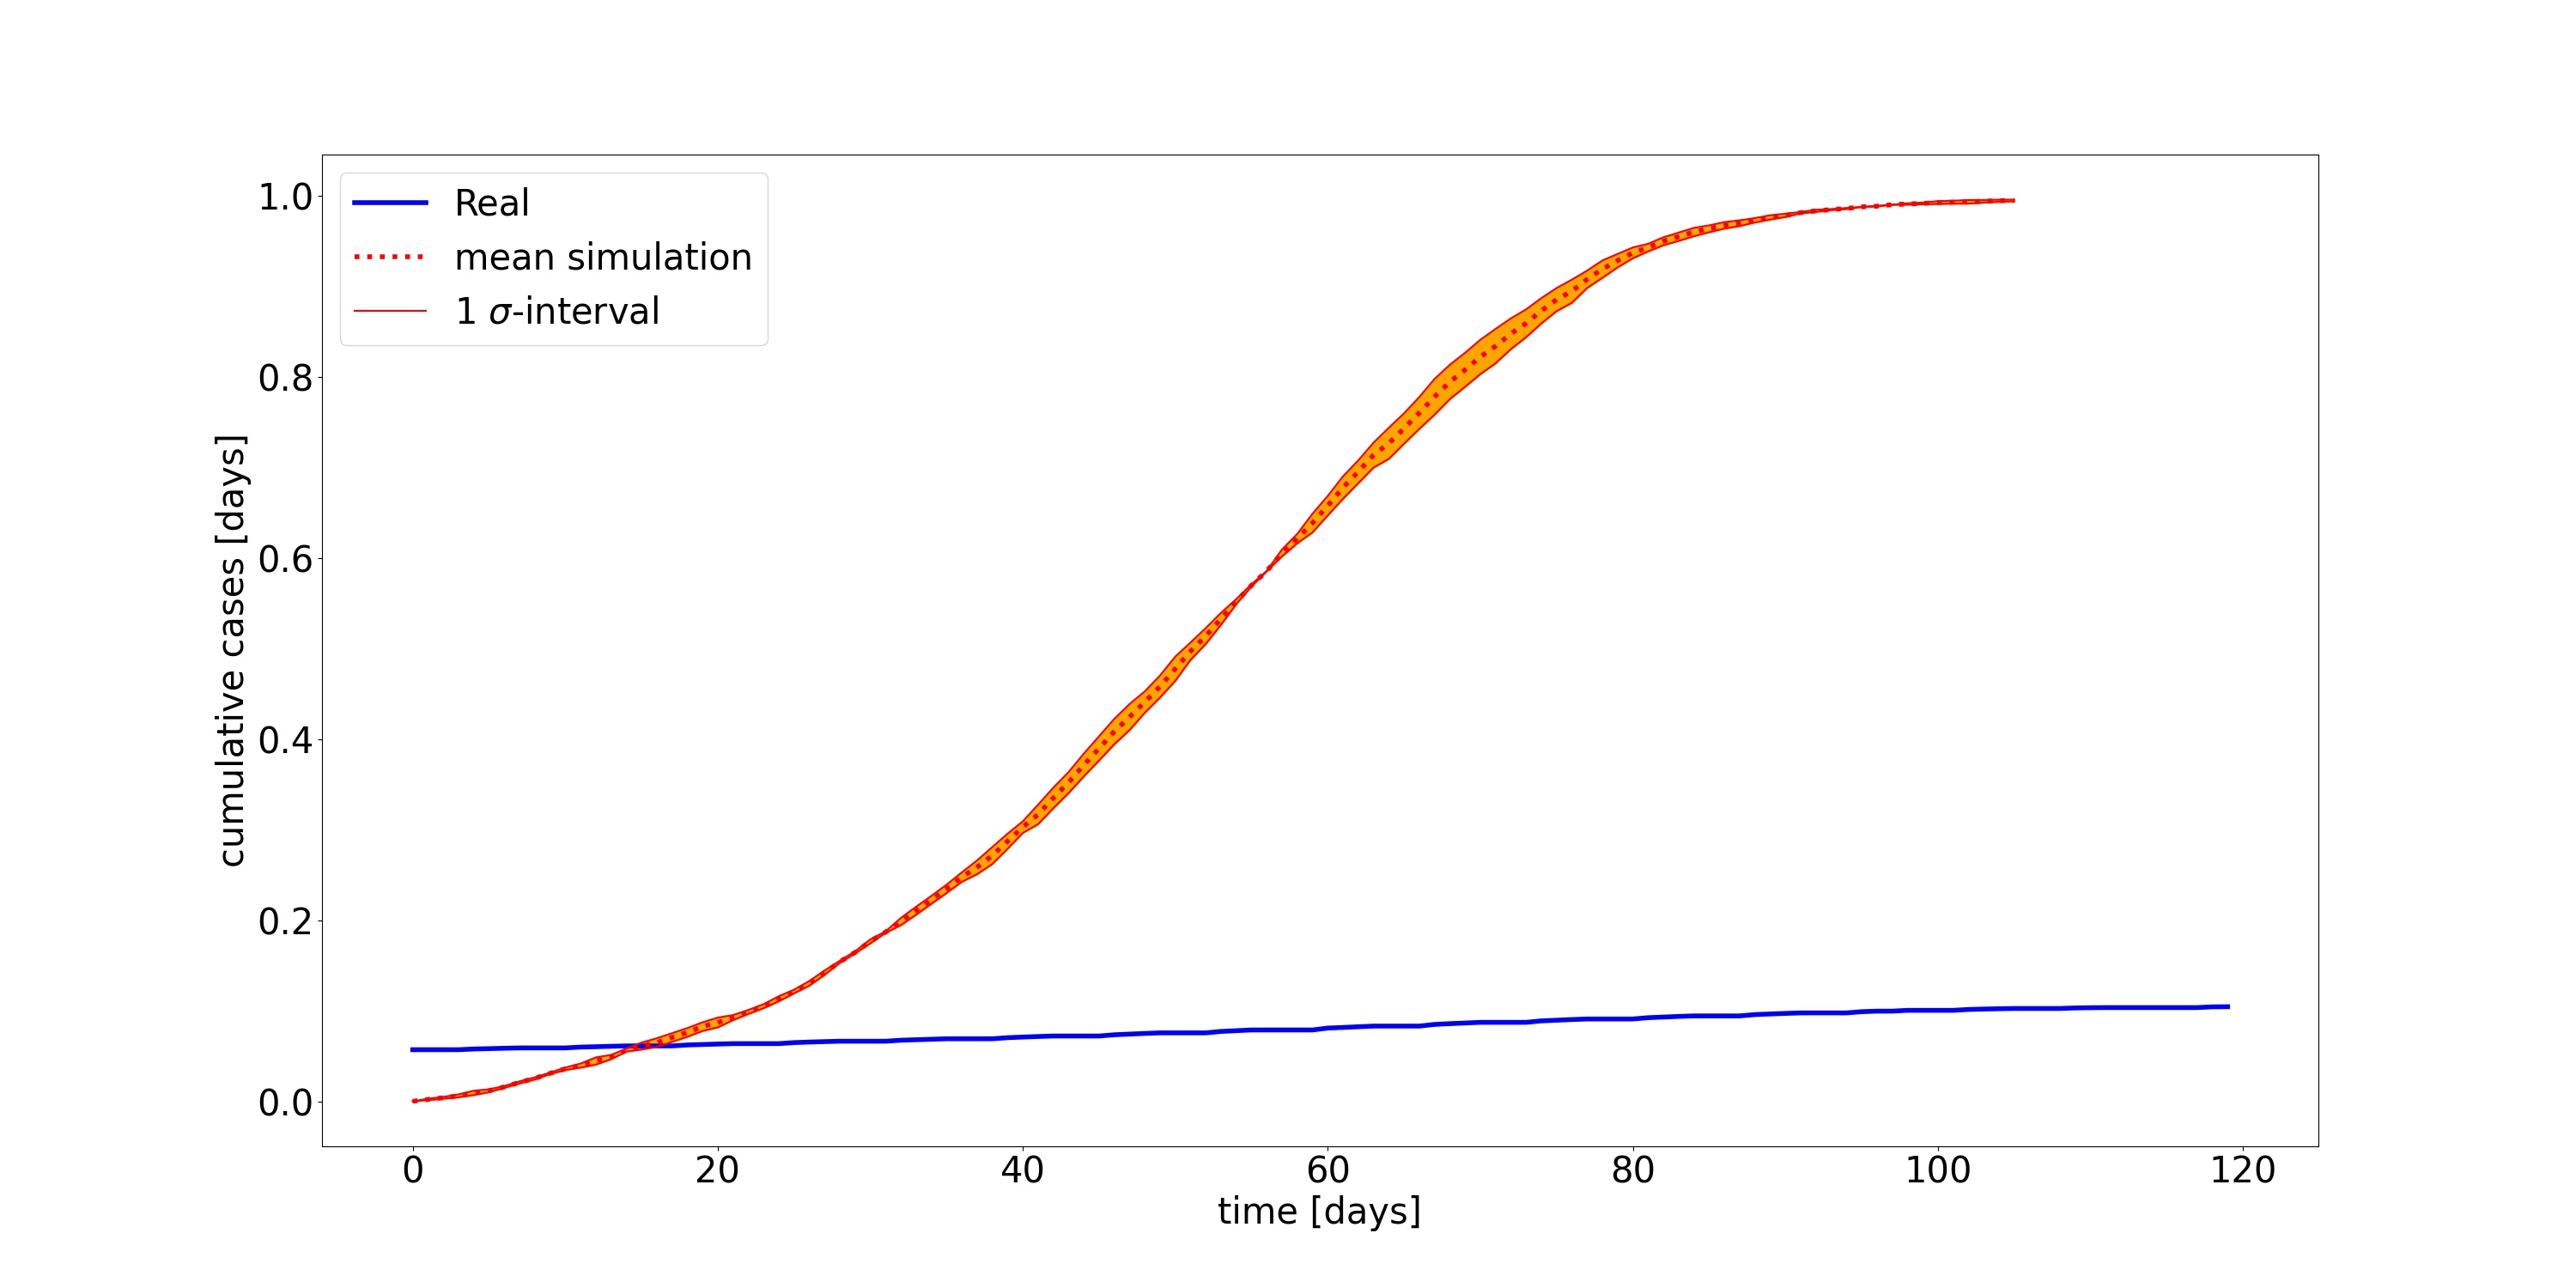 Real
mean simulation
1 σ-interval
1.0
0.8
0.6
0.4
0.2
0.0
cumulative cases [days]
0 20 40 60 80 100 120
time [days]